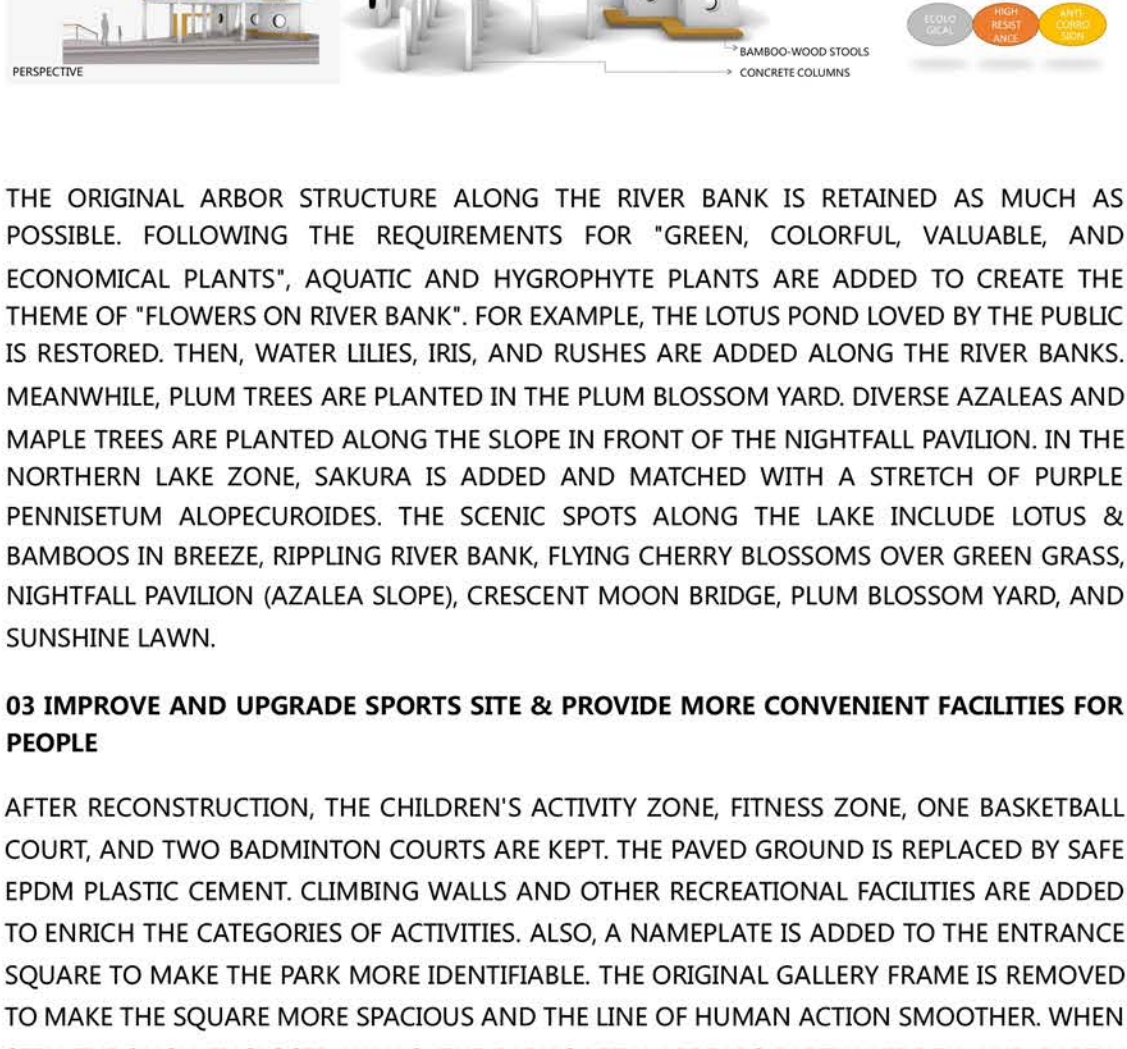 PERSPECTIVE
BAMBOO-WOOD STOOLS
CONCRETE COLUMNS
ECOLO
GICAL
HIGH
RESIST
ANCE
ANTI-
CORRO
SION
THE ORIGINAL ARBOR STRUCTURE ALONG THE RIVER BANK IS RETAINED AS MUCH AS
POSSIBLE. FOLLOWING THE REQUIREMENTS FOR "GREEN, COLORFUL, VALUABLE, AND
ECONOMICAL PLANTS", AQUATIC AND HYGROPHYTE PLANTS ARE ADDED TO CREATE THE
THEME OF "FLOWERS ON RIVER BANK". FOR EXAMPLE, THE LOTUS POND LOVED BY THE PUBLIC
IS RESTORED. THEN, WATER LILIES, IRIS, AND RUSHES ARE ADDED ALONG THE RIVER BANKS.
MEANWHILE, PLUM TREES ARE PLANTED IN THE PLUM BLOSSOM YARD. DIVERSE AZALEAS AND
MAPLE TREES ARE PLANTED ALONG THE SLOPE IN FRONT OF THE NIGHTFALL PAVILION. IN THE
NORTHERN LAKE ZONE, SAKURA IS ADDED AND MATCHED WITH A STRETCH OF PURPLE
PENNISETUM ALOPECUROIDES. THE SCENIC SPOTS ALONG THE LAKE INCLUDE LOTUS &
BAMBOOS IN BREEZE, RIPPLING RIVER BANK, FLYING CHERRY BLOSSOMS OVER GREEN GRASS,
NIGHTFALL PAVILION (AZALEA SLOPE), CRESCENT MOON BRIDGE, PLUM BLOSSOM YARD, AND
SUNSHINE LAWN.
03 IMPROVE AND UPGRADE SPORTS SITE & PROVIDE MORE CONVENIENT FACILITIES FOR
PEOPLE
AFTER RECONSTRUCTION, THE CHILDREN'S ACTIVITY ZONE, FITNESS ZONE, ONE BASKETBALL
COURT, AND TWO BADMINTON COURTS ARE KEPT. THE PAVED GROUND IS REPLACED BY SAFE
EPDM PLASTIC CEMENT. CLIMBING WALLS AND OTHER RECREATIONAL FACILITIES ARE ADDED
TO ENRICH THE CATEGORIES OF ACTIVITIES. ALSO, A NAMEPLATE IS ADDED TO THE ENTRANCE
SQUARE TO MAKE THE PARK MORE IDENTIFIABLE. THE ORIGINAL GALLERY FRAME IS REMOVED
TO MAKE THE SQUARE MORE SPACIOUS AND THE LINE OF HUMAN ACTION SMOOTHER. WHEN